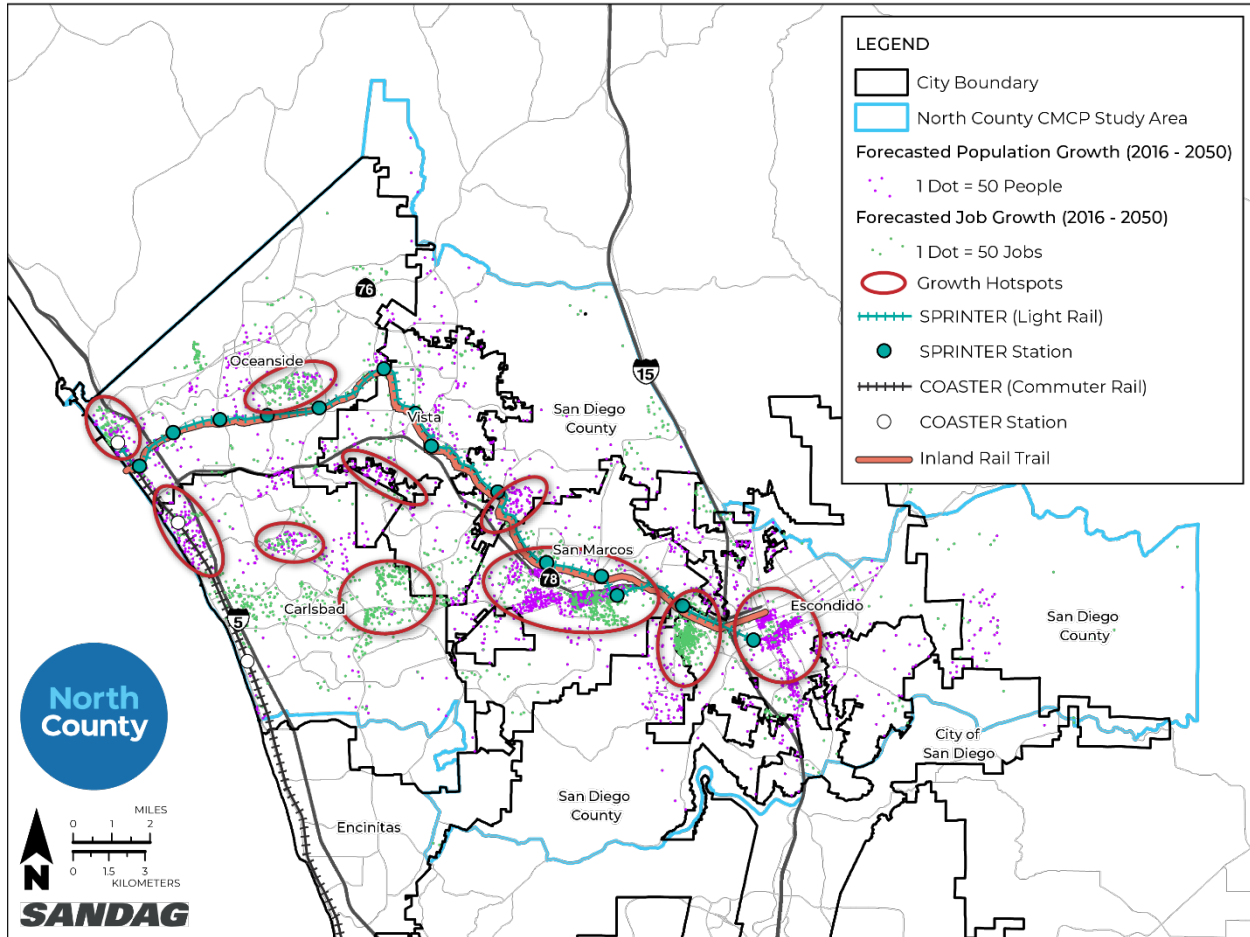 LEGEND
City Boundary
North County CMCP Study Area
Forecasted Population Growth (2016 - 2050)
1 Dot = 50 People
Forecasted Job Growth (2016 - 2050)
1 Dot = 50 Jobs
Growth Hotspots
SPRINTER (Light Rail)
SPRINTER Station
COASTER (Commuter Rail)
COASTER Station
Inland Rail Trail
76
15
Oceanside
Vista
San Diego
County
San Marcos
78
Carlsbad
5
Escondido
San Diego
County
City of
San Diego
San Diego
County
Encinitas
North
County
0 1 2
MILES
0 1.5 3
KILOMETERS
N
SANDAG